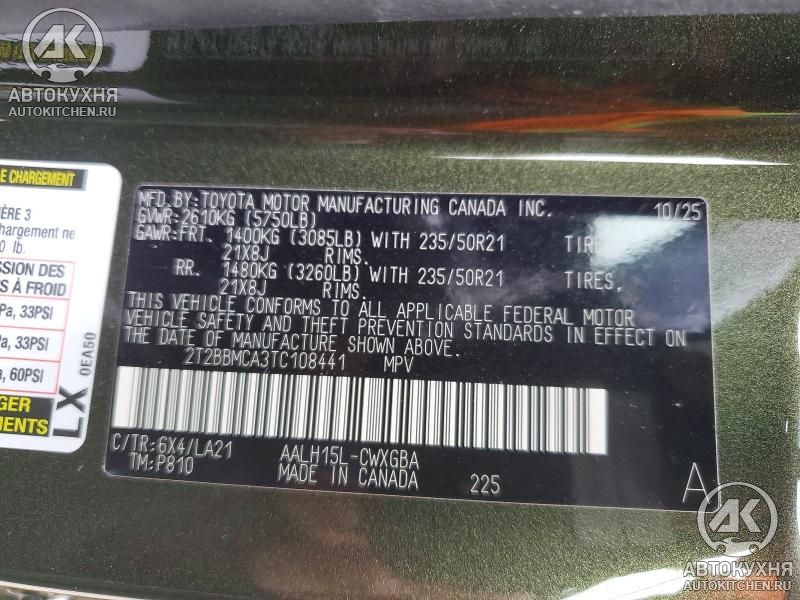 АВТОКУХНЯ
AUTOKITCHEN.RU
LE CHARGEMENT
IÈRE 3
chargement ne
0 lb.
ESSION DES
S À FROID
Pa, 33PSI
Pa, 33PSI
a, 60PSI
GER
MENTS
LX
0EA50
MFD.BY:TOYOTA MOTOR MANUFACTURING CANADA INC. 10/25
GVWR:2610KG (5750LB)
GAWR:FRT. 1400KG (3085LB) WITH 235/50R21 TIRES,
21X8J RIMS.
RR. 1480KG (3260LB) WITH 235/50R21 TIRES,
21X8J RIMS.
THIS VEHICLE CONFORMS TO ALL APPLICABLE FEDERAL MOTOR
VEHICLE SAFETY AND THEFT PREVENTION STANDARDS IN EFFECT ON
THE DATE OF MANUFACTURE SHOWN ABOVE.
2T2BBMCA3TC108441 MPV
C/TR:6X4/LA21 AALH15L-CWXGBA
TM:P810 MADE IN CANADA 225
A
АВТОКУХНЯ
AUTOKITCHEN.RU